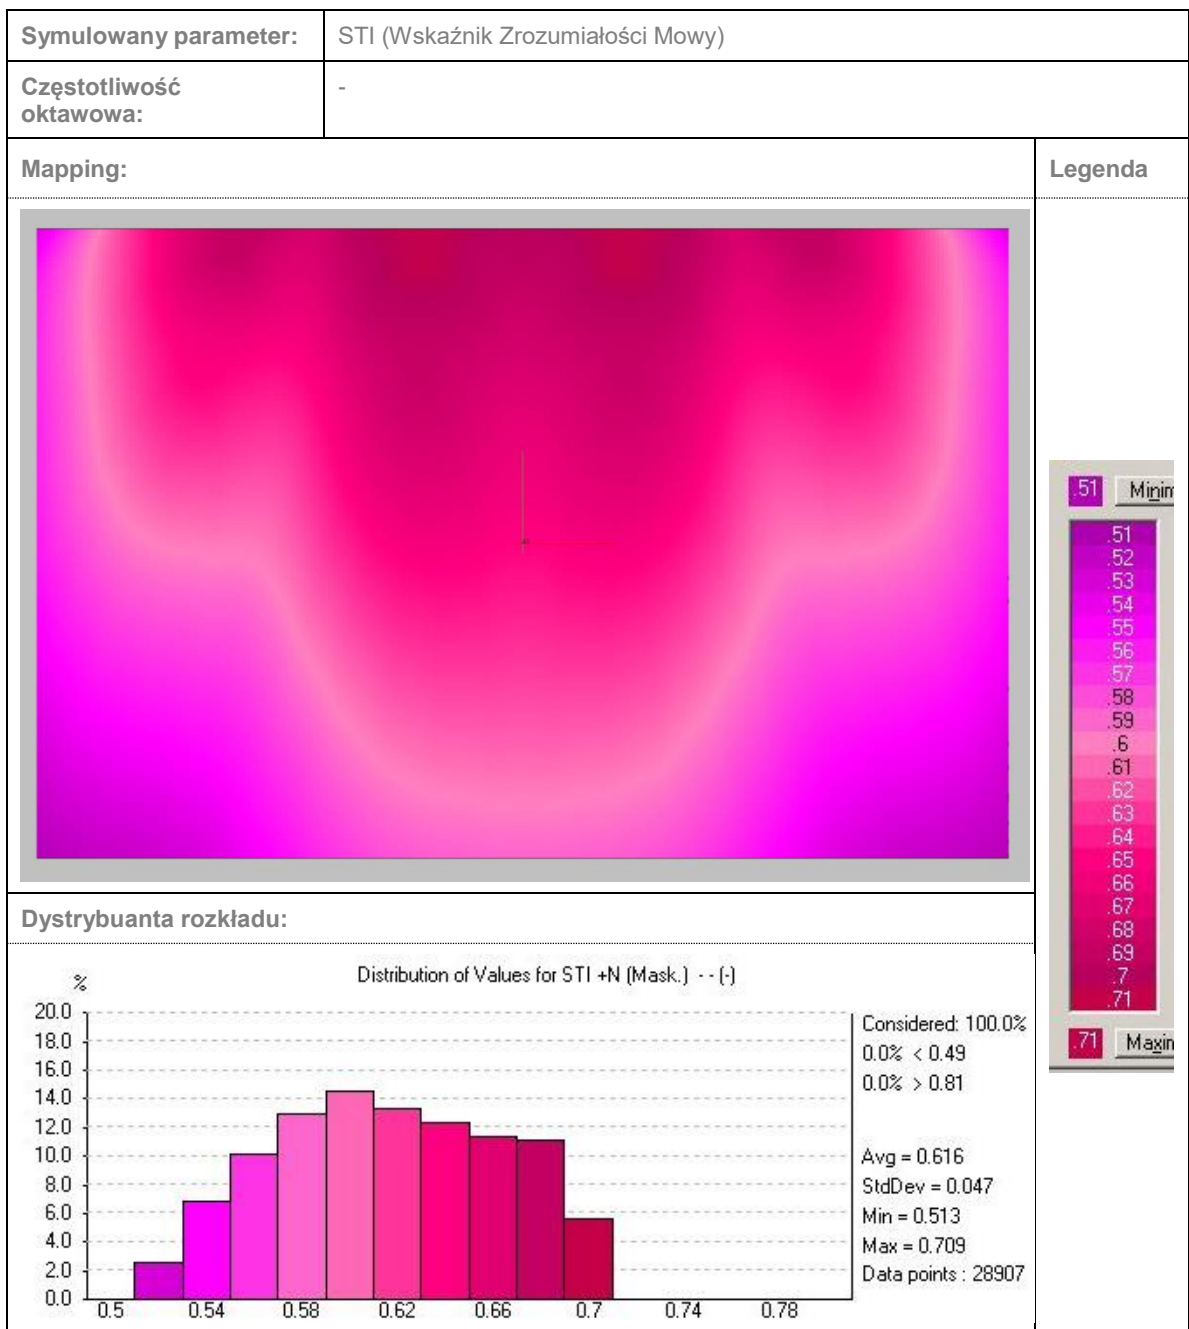 Symulowany parameter:
STI (Wskaźnik Zrozumiałości Mowy)
Częstotliwość
oktawowa:
-
Mapping:
Legenda
.51 Minim
.51
.52
.53
.54
.55
.56
.57
.58
.59
.6
.61
.62
.63
.64
.65
.66
.67
.68
.69
.7
.71
.71 Maxin
Dystrybuanta rozkładu:
Distribution of Values for STI +N (Mask.) - - (-)
%
20.0
18.0
16.0
14.0
12.0
10.0
8.0
6.0
4.0
2.0
0.0
0.5 0.54 0.58 0.62 0.66 0.7 0.74 0.78
Considered: 100.0%
0.0% < 0.49
0.0% > 0.81
Avg = 0.616
StdDev = 0.047
Min = 0.513
Max = 0.709
Data points : 28907